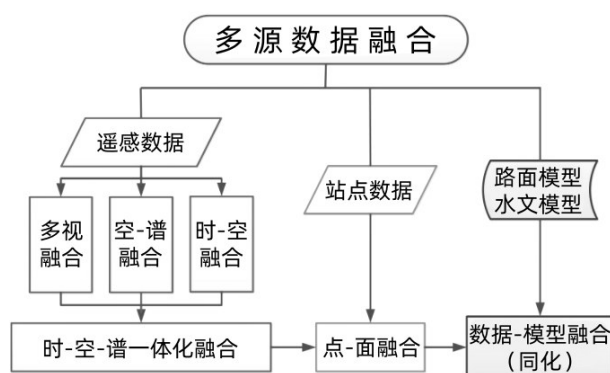 多源数据融合
遥感数据
站点数据
路面模型
水文模型
多视
融合
空-谱
融合
时-空
融合
时-空-谱一体化融合
点-面融合
数据-模型融合
（同化）